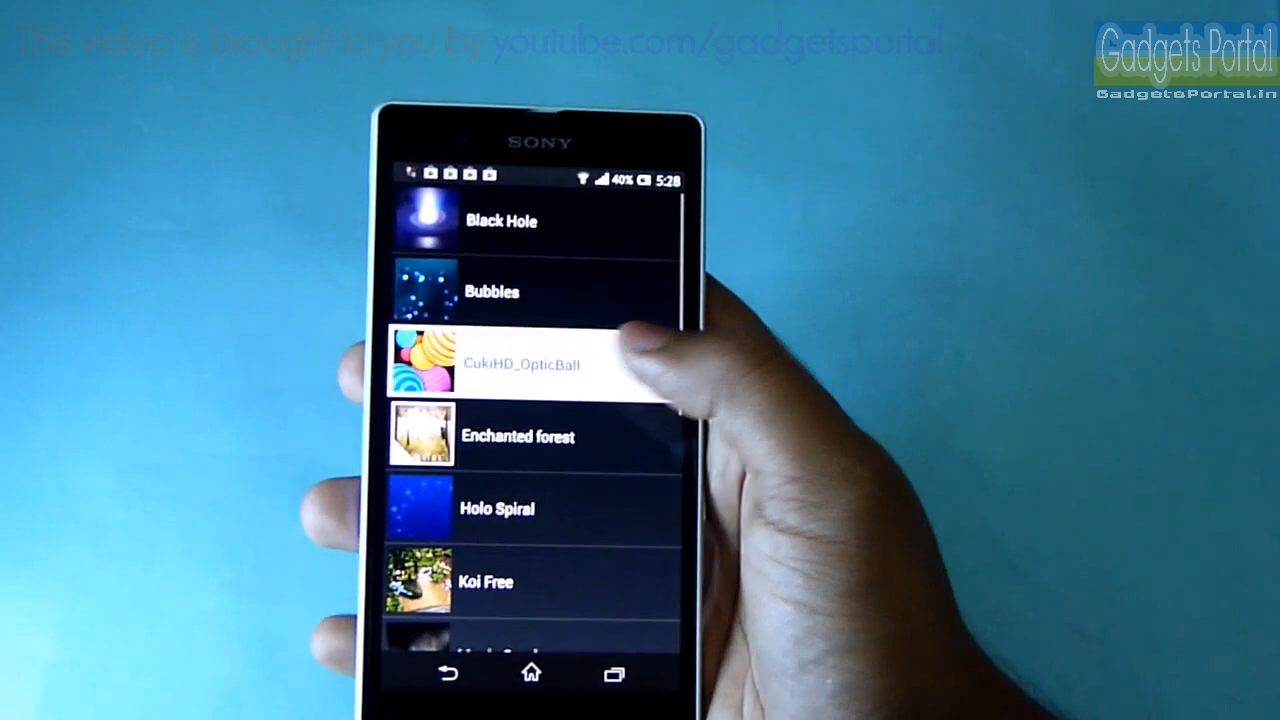 This video is brought to you by youtube.com/gadgetsportal
Gadgets Portal
GadgetsPortal.in
SONY
40% 5:28
Black Hole
Bubbles
CukiHD_OpticBall
Enchanted forest
Holo Spiral
Koi Free